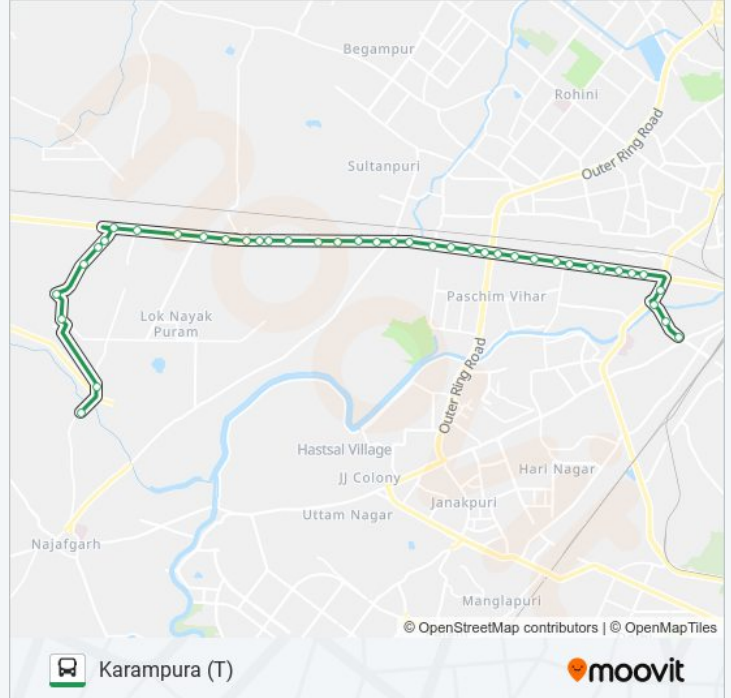 Begampur
Rohini
Outer Ring Road
Sultanpuri
Paschim Vihar
Lok Nayak
Puram
Outer Ring Road
Hastsal Village
JJ Colony
Hari Nagar
Janakpuri
Uttam Nagar
Najafgarh
Manglapuri
© OpenStreetMap contributors | © OpenMapTiles
Karampura (T)
moovit
moovit